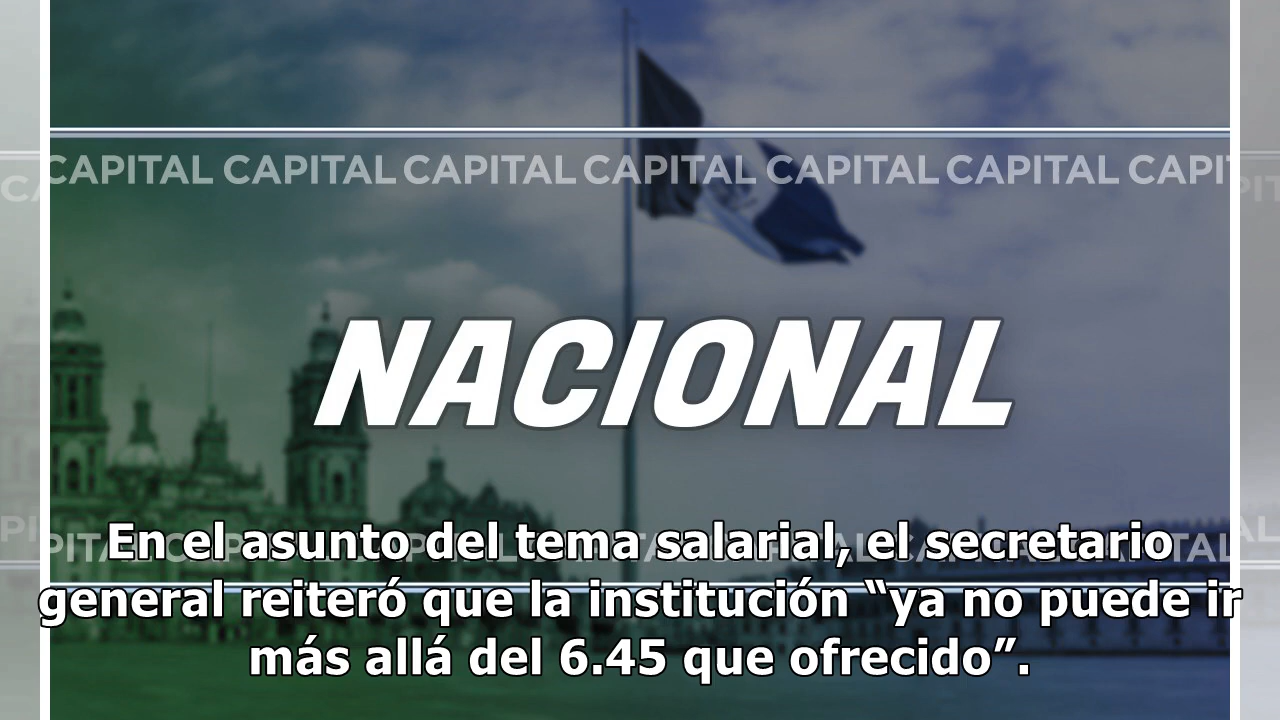 CAPITAL CAPITAL CAPITAL CAPITAL CAPITAL CAPITAL
NACIONAL
En el asunto del tema salarial, el secretario
general reiteró que la institución “ya no puede ir
más allá del 6.45 que ofrecido”.